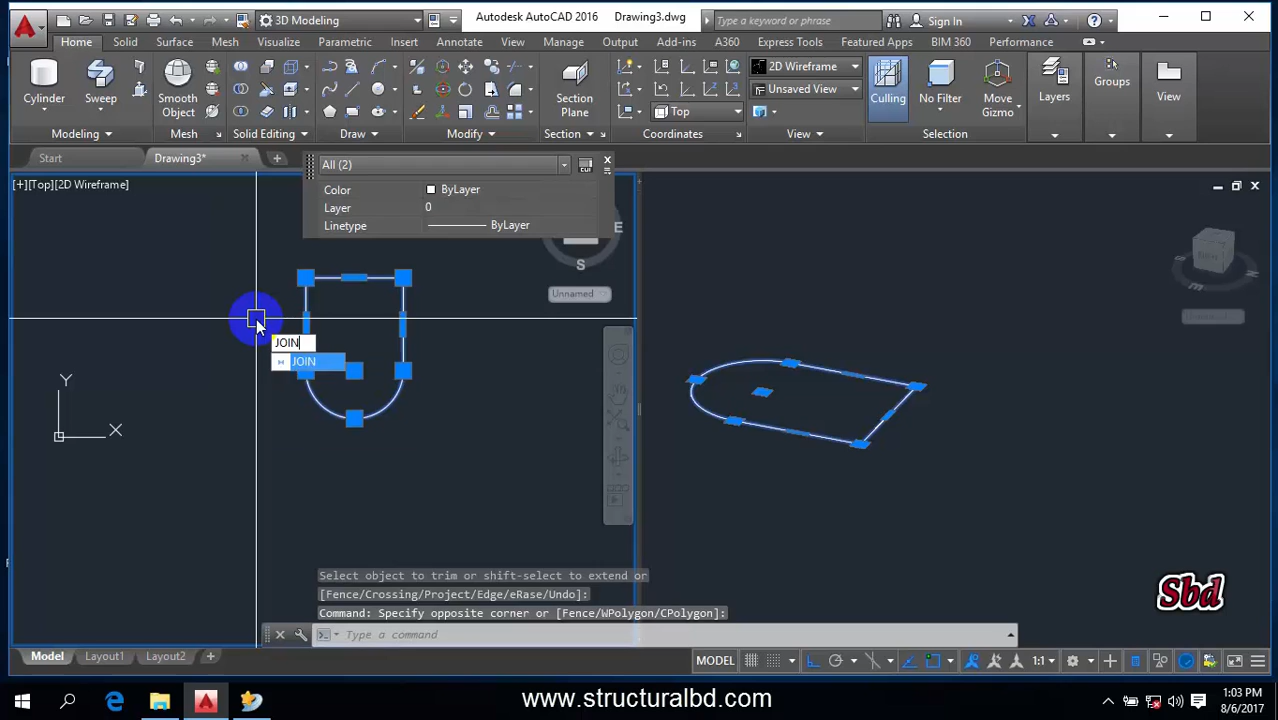 3D Modeling
Autodesk AutoCAD 2016 Drawing3.dwg
Type a keyword or phrase
Sign In
Home Solid Surface Mesh Visualize Parametric Insert Annotate View Manage Output Add-ins A360 Express Tools Featured Apps BIM 360 Performance
Cylinder
Sweep
Smooth
Object
Section
Plane
2D Wireframe
Unsaved View
Top
Culling
No Filter
Move
Gizmo
Layers
Groups
View
Modeling
Mesh
Solid Editing
Draw
Modify
Section
Coordinates
View
Selection
Start
Drawing3*
All (2)
Color ByLayer
Layer 0
Linetype ByLayer
[+][Top][2D Wireframe]
E
S
Unnamed
JOIN
JOIN
Y
X
Select object to trim or shift-select to extend or
[Fence/Crossing/Project/Edge/eRase/Undo]:
Command: Specify opposite corner or [Fence/WPolygon/CPolygon]:
Type a command
Sbd
Model Layout1 Layout2
MODEL
1:1
www.structuralbd.com
1:03 PM
8/6/2017